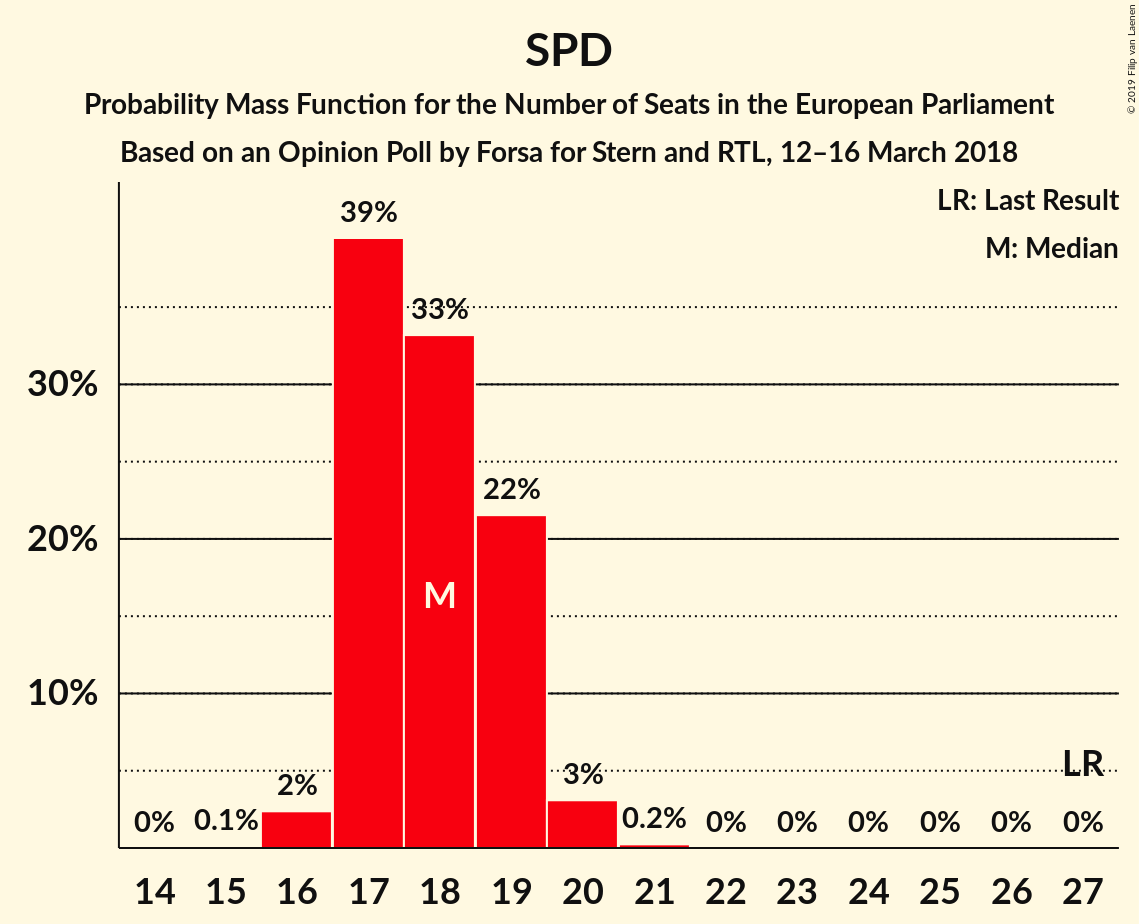 SPD
Probability Mass Function for the Number of Seats in the European Parliament
Based on an Opinion Poll by Forsa for Stern and RTL, 12–16 March 2018
© 2019 Filip van Laenen
LR: Last Result
M: Median
39%
33%
30%
22%
20%
M
10%
LR
0% 0.1% 2% 3% 0.2% 0% 0% 0% 0% 0% 0%
14 15 16 17 18 19 20 21 22 23 24 25 26 27